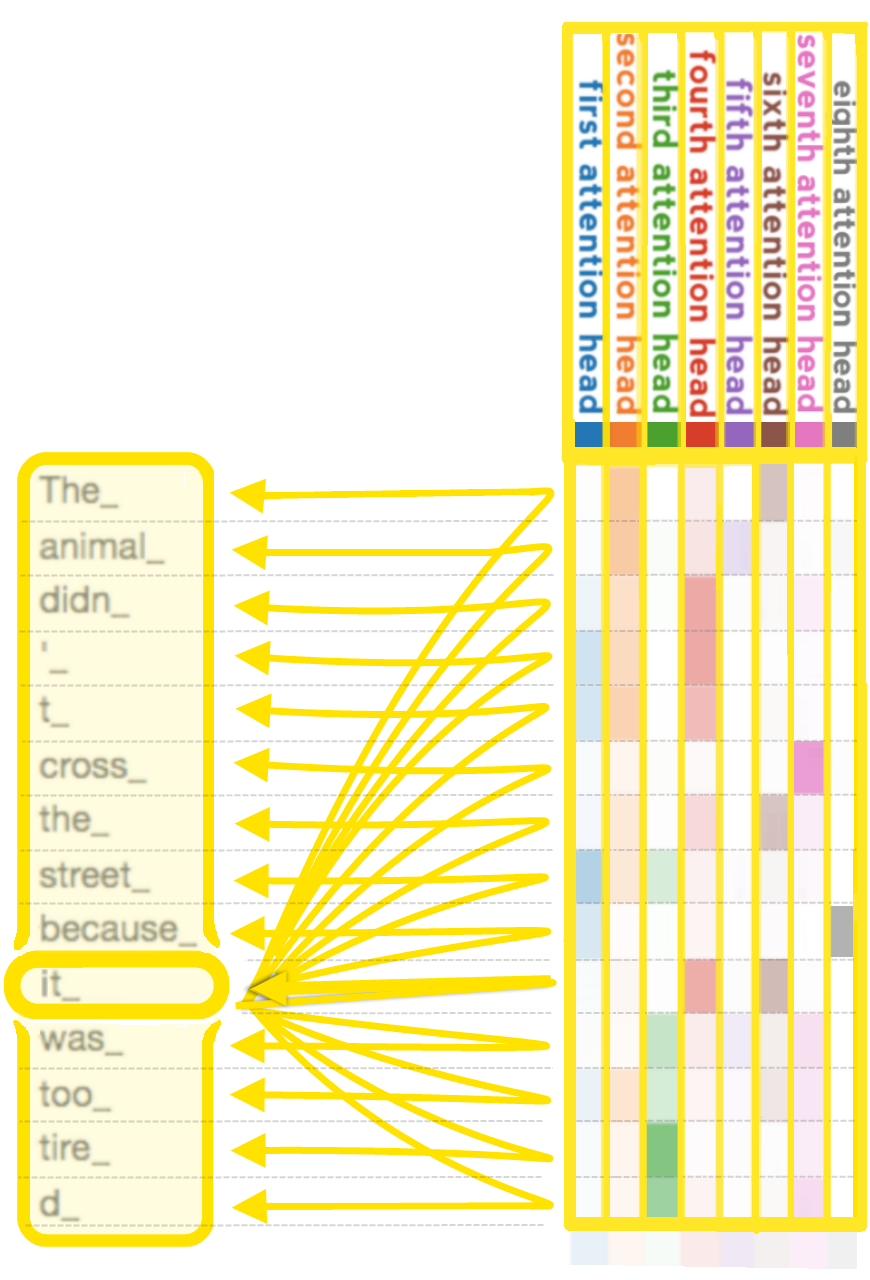 first attention head
second attention head
third attention head
fourth attention head
fifth attention head
sixth attention head
seventh attention head
eighth attention head
The_
animal_
didn_
'_
t_
cross_
the_
street_
because_
it_
was_
too_
tire_
d_